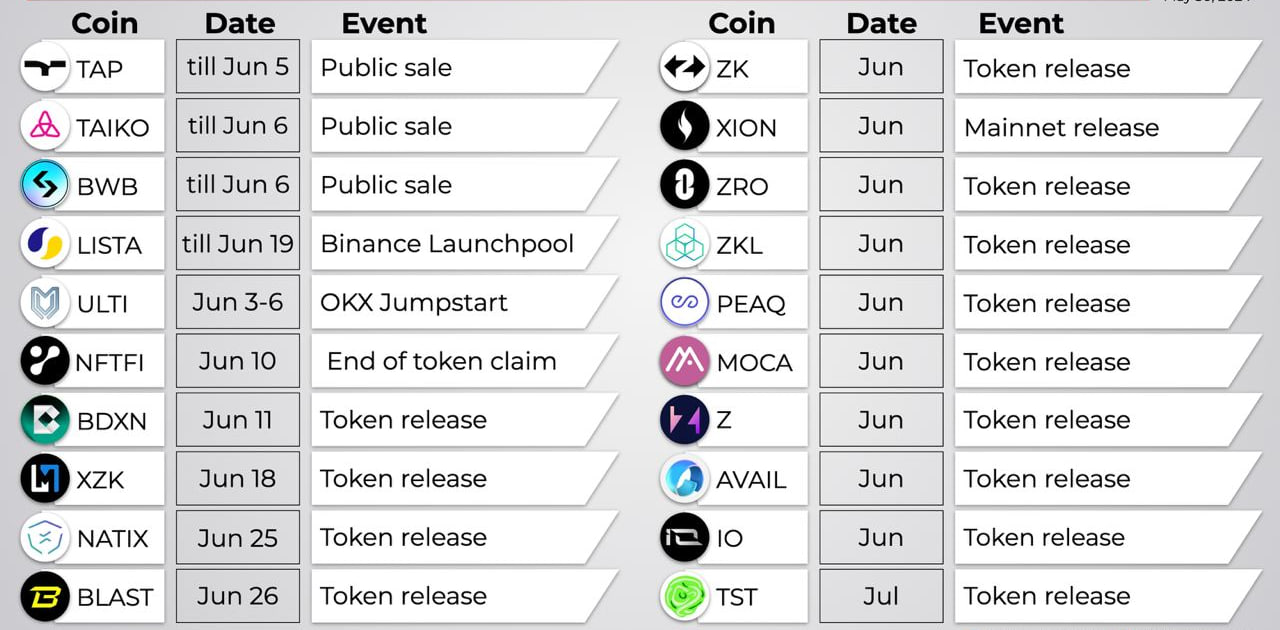 Coin Date Event
TAP till Jun 5 Public sale
TAIKO till Jun 6 Public sale
BWB till Jun 6 Public sale
LISTA till Jun 19 Binance Launchpool
ULTI Jun 3-6 OKX Jumpstart
NFTFI Jun 10 End of token claim
BDXN Jun 11 Token release
XZK Jun 18 Token release
NATIX Jun 25 Token release
BLAST Jun 26 Token release
Coin Date Event
ZK Jun Token release
XION Jun Mainnet release
ZRO Jun Token release
ZKL Jun Token release
PEAQ Jun Token release
MOCA Jun Token release
Z Jun Token release
AVAIL Jun Token release
IO Jun Token release
TST Jul Token release